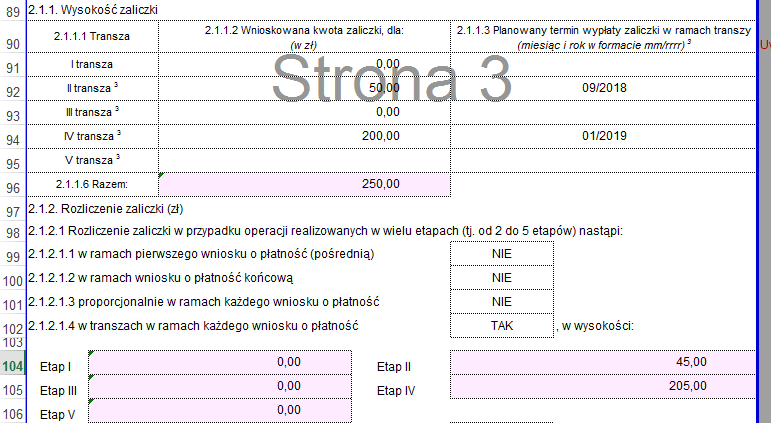 89 2.1.1. Wysokość zaliczki
90 2.1.1.1 Transza 2.1.1.2 Wnioskowana kwota zaliczki, dla: (w zł) 2.1.1.3 Planowany termin wypłaty zaliczki w ramach transzy (miesiąc i rok w formacie mm/rrrr) 3
91 I transza 0,00
Strona 3
92 II transza 3 50,00 09/2018
93 III transza 3 0,00
94 IV transza 3 200,00 01/2019
95 V transza 3
96 2.1.1.6 Razem: 250,00
97 2.1.2. Rozliczenie zaliczki (zł)
98 2.1.2.1 Rozliczenie zaliczki w przypadku operacji realizowanych w wielu etapach (tj. od 2 do 5 etapów) nastąpi:
99 2.1.2.1.1 w ramach pierwszego wniosku o płatność (pośrednią) NIE
100 2.1.2.1.2 w ramach wniosku o płatność końcową NIE
101 2.1.2.1.3 proporcjonalnie w ramach każdego wniosku o płatność NIE
102 2.1.2.1.4 w transzach w ramach każdego wniosku o płatność TAK , w wysokości:
103
104 Etap I 0,00 Etap II 45,00
105 Etap III 0,00 Etap IV 205,00
106 Etap V 0,00